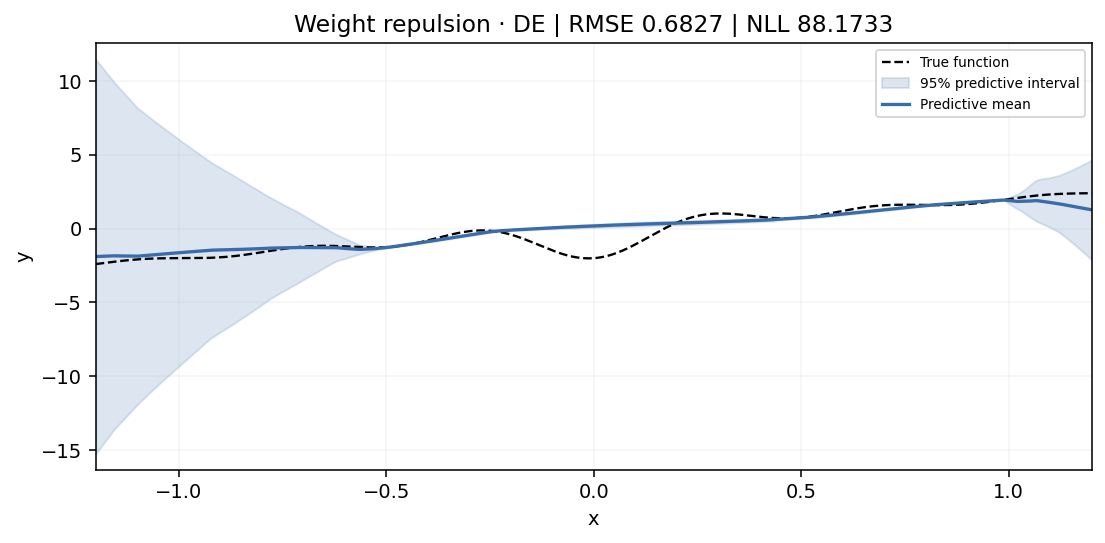 Weight repulsion · DE | RMSE 0.6827 | NLL 88.1733
True function
95% predictive interval
Predictive mean
10
5
0
−5
−10
−15
y
−1.0 −0.5 0.0 0.5 1.0
x